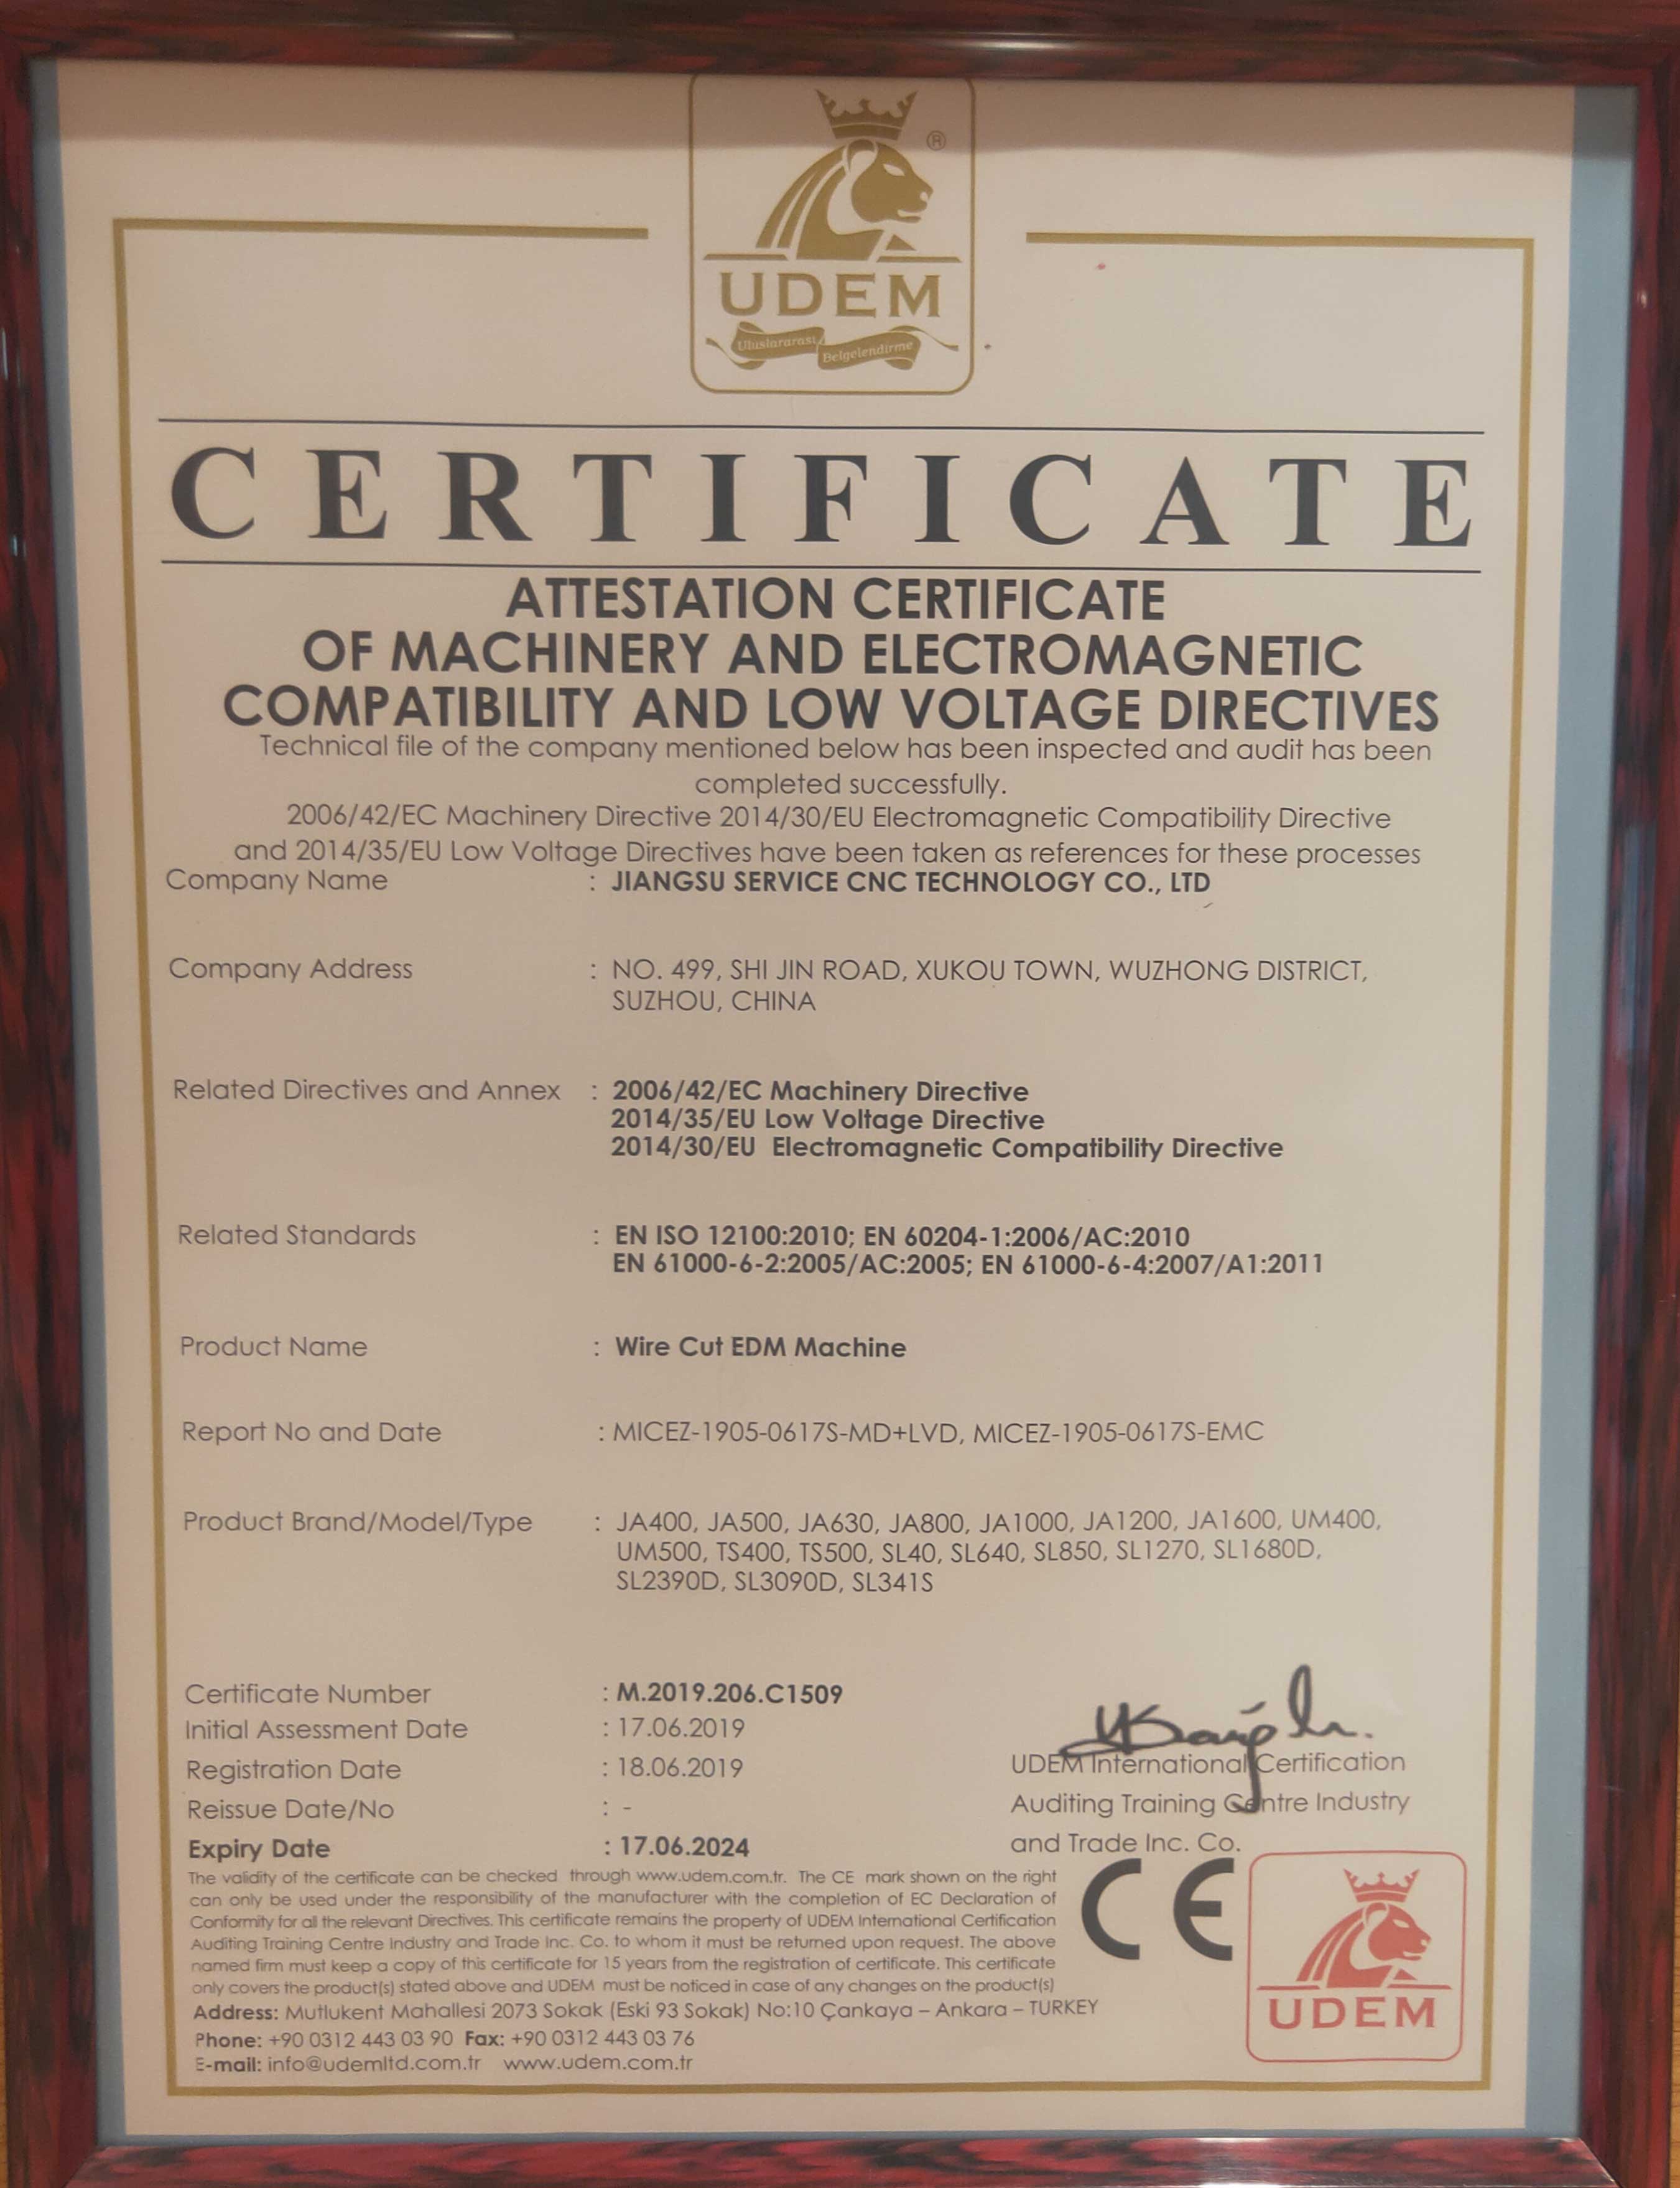 ®
UDEM
Uluslararası Belgelendirme
CERTIFICATE
ATTESTATION CERTIFICATE
OF MACHINERY AND ELECTROMAGNETIC
COMPATIBILITY AND LOW VOLTAGE DIRECTIVES
Technical file of the company mentioned below has been inspected and audit has been
completed successfully.
2006/42/EC Machinery Directive 2014/30/EU Electromagnetic Compatibility Directive
and 2014/35/EU Low Voltage Directives have been taken as references for these processes
Company Name : JIANGSU SERVICE CNC TECHNOLOGY CO., LTD
Company Address : NO. 499, SHI JIN ROAD, XUKOU TOWN, WUZHONG DISTRICT,
SUZHOU, CHINA
Related Directives and Annex : 2006/42/EC Machinery Directive
2014/35/EU Low Voltage Directive
2014/30/EU Electromagnetic Compatibility Directive
Related Standards : EN ISO 12100:2010; EN 60204-1:2006/AC:2010
EN 61000-6-2:2005/AC:2005; EN 61000-6-4:2007/A1:2011
Product Name : Wire Cut EDM Machine
Report No and Date : MICEZ-1905-0617S-MD+LVD, MICEZ-1905-0617S-EMC
Product Brand/Model/Type : JA400, JA500, JA630, JA800, JA1000, JA1200, JA1600, UM400,
UM500, TS400, TS500, SL40, SL640, SL850, SL1270, SL1680D,
SL2390D, SL3090D, SL341S
Certificate Number : M.2019.206.C1509
Initial Assessment Date : 17.06.2019
Registration Date : 18.06.2019
Reissue Date/No : -
Expiry Date : 17.06.2024
UDEM International Certification
Auditing Training Centre Industry
and Trade Inc. Co.
The validity of the certificate can be checked through www.udem.com.tr. The CE mark shown on the right
can only be used under the responsibility of the manufacturer with the completion of EC Declaration of
Conformity for all the relevant Directives. This certificate remains the property of UDEM International Certification
Auditing Training Centre Industry and Trade Inc. Co. to whom it must be returned upon request. The above
named firm must keep a copy of this certificate for 15 years from the registration of certificate. This certificate
only covers the product(s) stated above and UDEM must be noticed in case of any changes on the product(s)
Address: Mutlukent Mahallesi 2073 Sokak (Eski 93 Sokak) No:10 Çankaya – Ankara – TURKEY
Phone: +90 0312 443 03 90 Fax: +90 0312 443 03 76
E-mail: info@udemltd.com.tr www.udem.com.tr
CE
UDEM